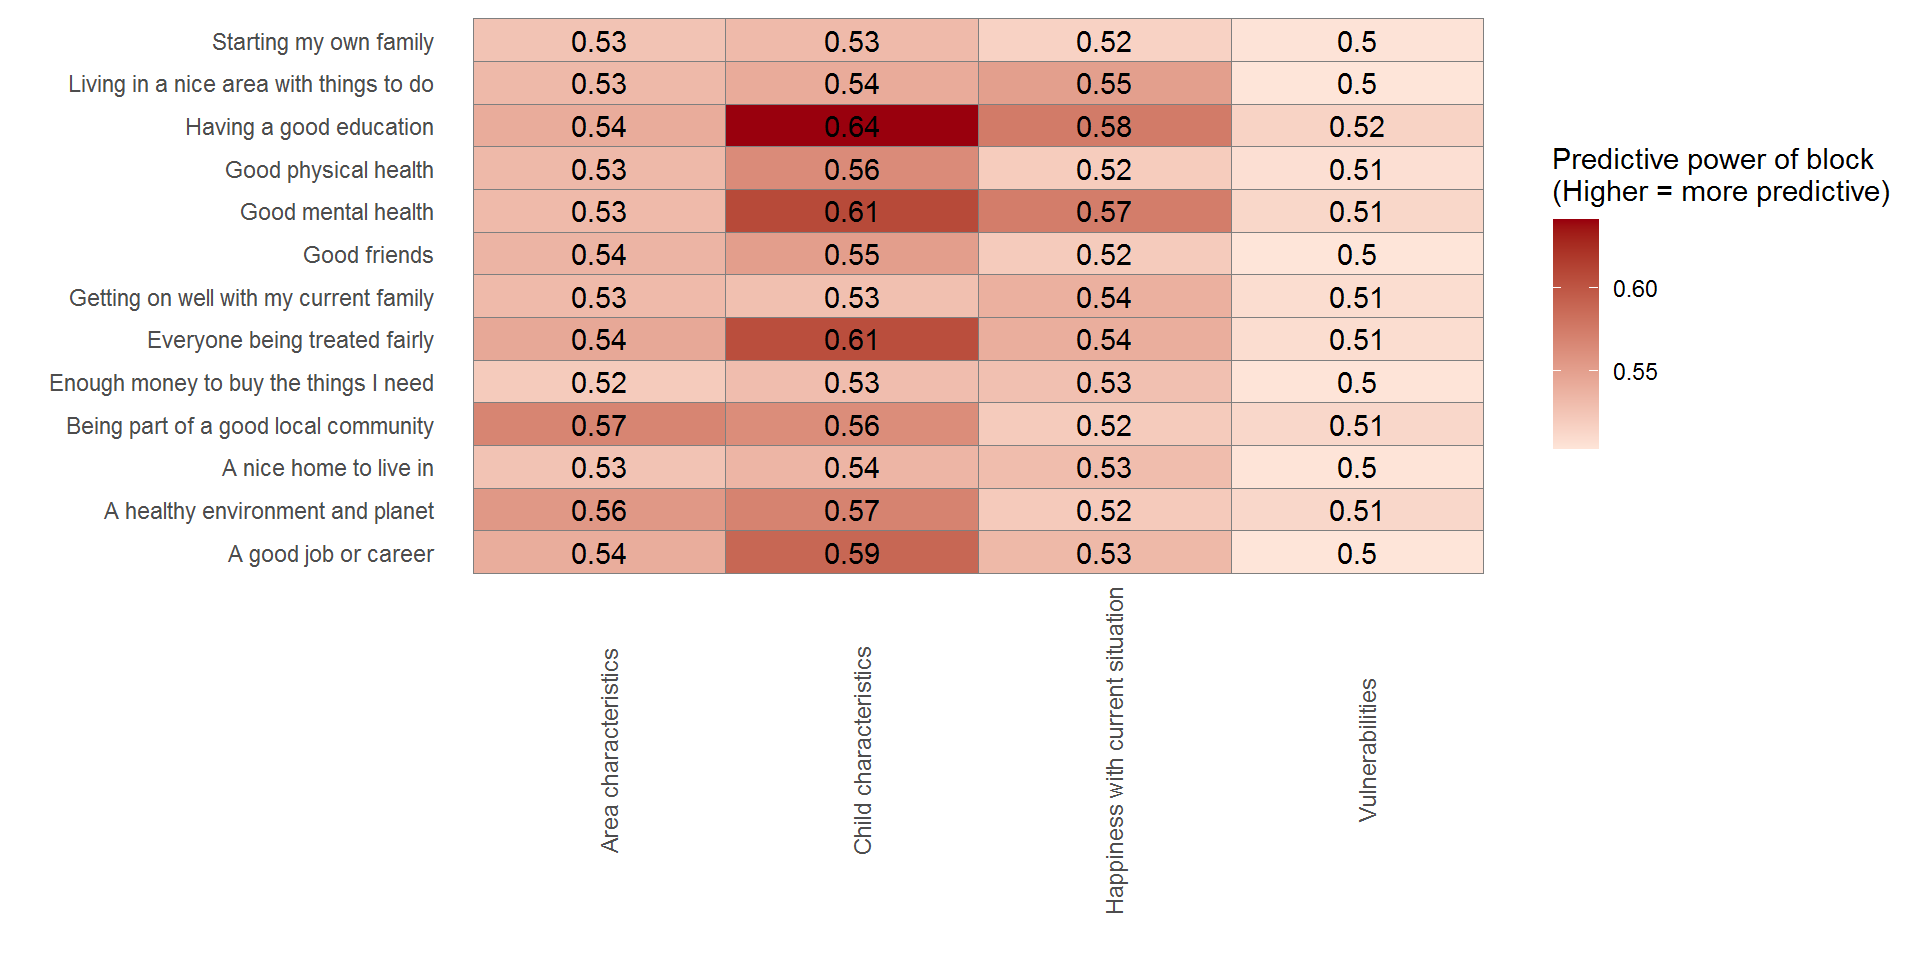 Starting my own family 0.53 0.53 0.52 0.5
Living in a nice area with things to do 0.53 0.54 0.55 0.5
Having a good education 0.54 0.64 0.58 0.52
Good physical health 0.53 0.56 0.52 0.51
Good mental health 0.53 0.61 0.57 0.51
Good friends 0.54 0.55 0.52 0.5
Getting on well with my current family 0.53 0.53 0.54 0.51
Everyone being treated fairly 0.54 0.61 0.54 0.51
Enough money to buy the things I need 0.52 0.53 0.53 0.5
Being part of a good local community 0.57 0.56 0.52 0.51
A nice home to live in 0.53 0.54 0.53 0.5
A healthy environment and planet 0.56 0.57 0.52 0.51
A good job or career 0.54 0.59 0.53 0.5
Area characteristics
Child characteristics
Happiness with current situation
Vulnerabilities
Predictive power of block
(Higher = more predictive)
0.60
0.55